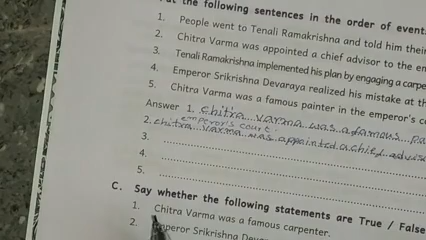 the following sentences in the order of event
1. People went to Tenali Ramakrishna and told him their
2. Chitra Varma was appointed a chief advisor to the em
3. Tenali Ramakrishna implemented his plan by engaging a carpe
4. Emperor Srikrishna Devaraya realized his mistake at th
5. Chitra Varma was a famous painter in the emperor's co
Answer 1. Chitra varma was a famous pa
emperor's court.
2. chitra varma was appainted a chief advis
3.
4.
5.
C. Say whether the following statements are True / False
1. Chitra Varma was a famous carpenter.
2. Emperor Srikrishna Deva